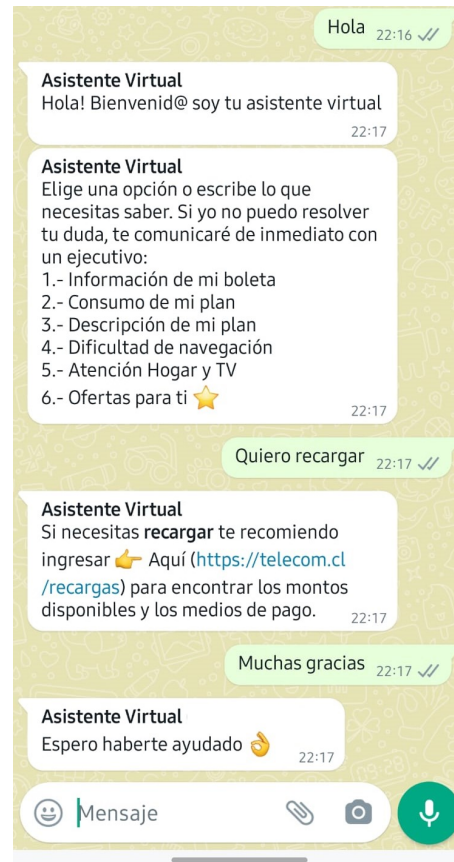 Hola 22:16
Asistente Virtual
Hola! Bienvenid@ soy tu asistente virtual
22:17
Asistente Virtual
Elige una opción o escribe lo que
necesitas saber. Si yo no puedo resolver
tu duda, te comunicaré de inmediato con
un ejecutivo:
1.- Información de mi boleta
2.- Consumo de mi plan
3.- Descripción de mi plan
4.- Dificultad de navegación
5.- Atención Hogar y TV
6.- Ofertas para ti ⭐
22:17
Quiero recargar 22:17
Asistente Virtual
Si necesitas recargar te recomiendo
ingresar 👉 Aquí (https://telecom.cl
/recargas) para encontrar los montos
disponibles y los medios de pago.
22:17
Muchas gracias 22:17
Asistente Virtual
Espero haberte ayudado 👌
22:17
Mensaje